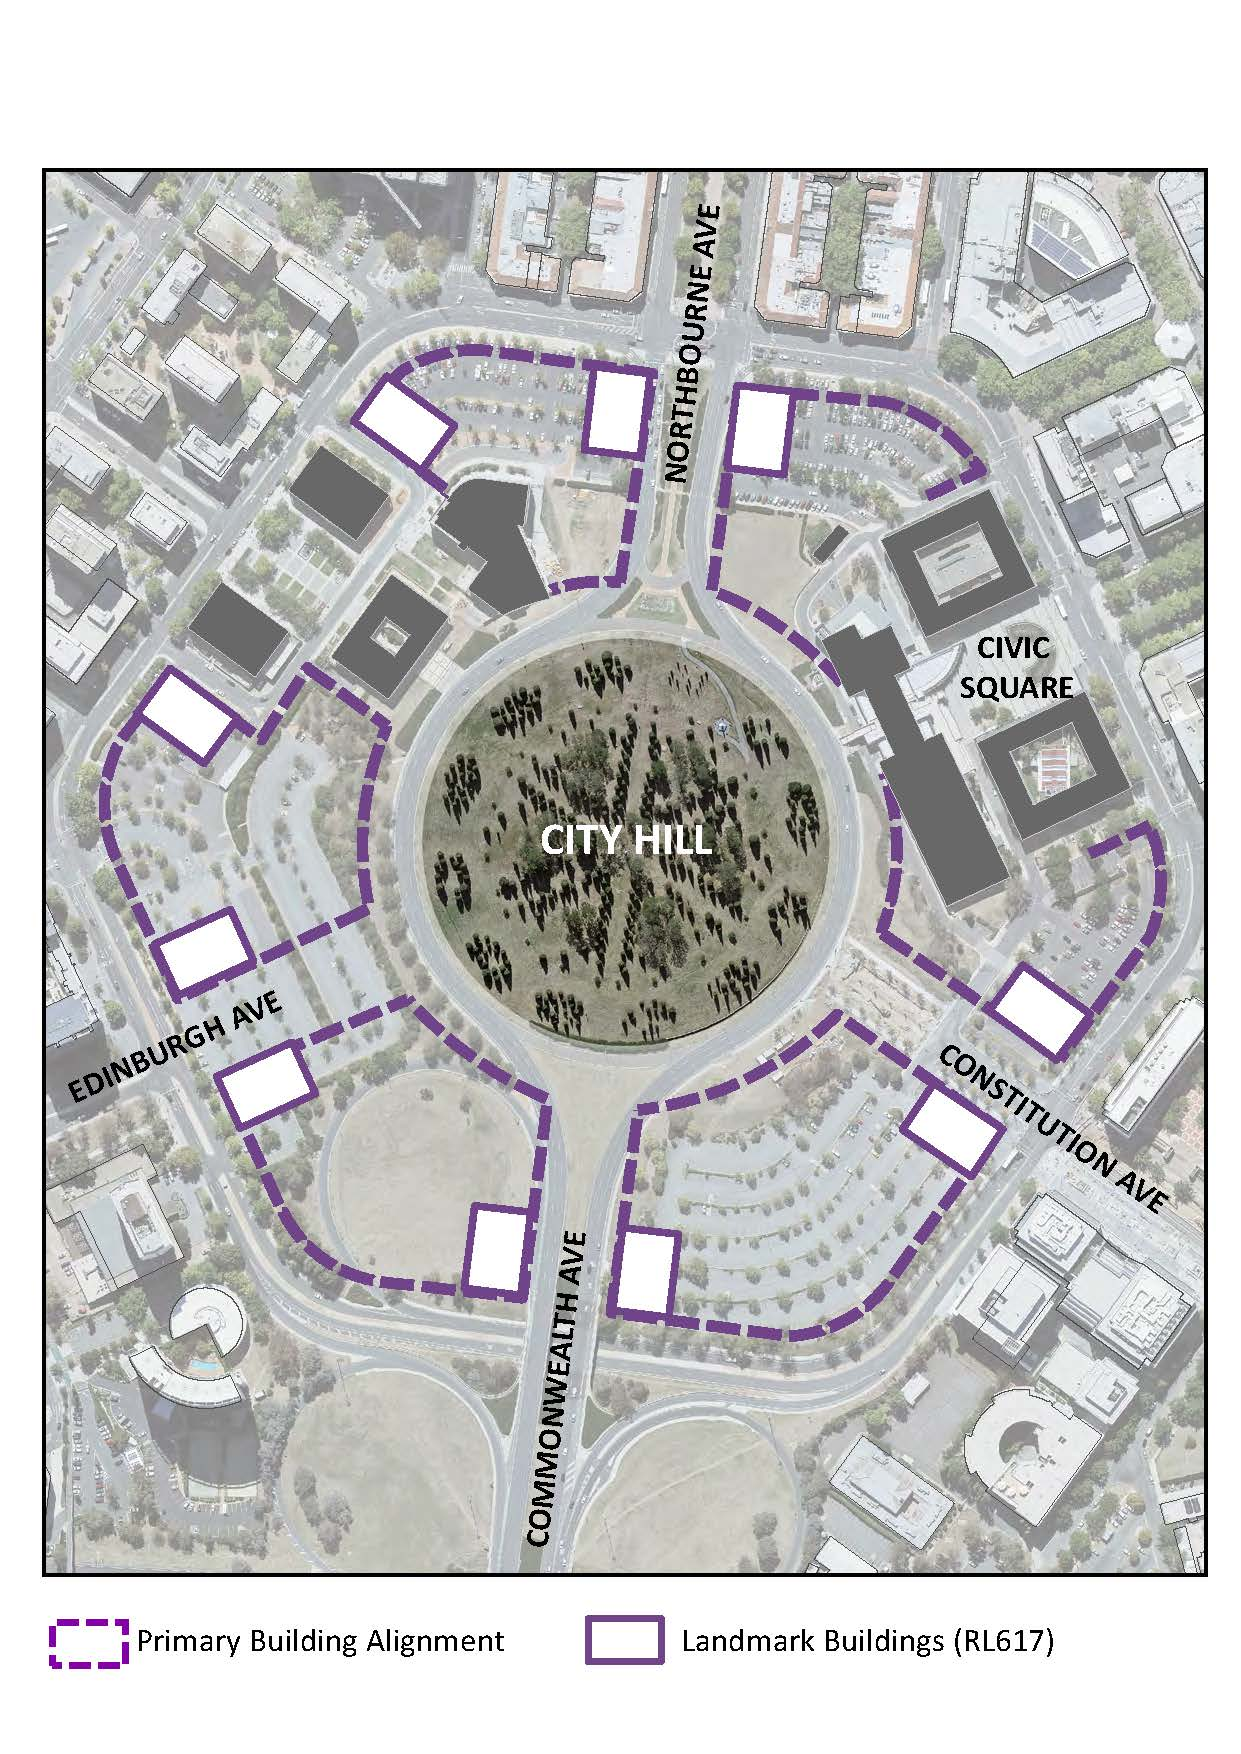 NORTHBOURNE AVE
CIVIC
SQUARE
CITY HILL
EDINBURGH AVE
CONSTITUTION AVE
COMMONWEALTH AVE
Primary Building Alignment
Landmark Buildings (RL617)